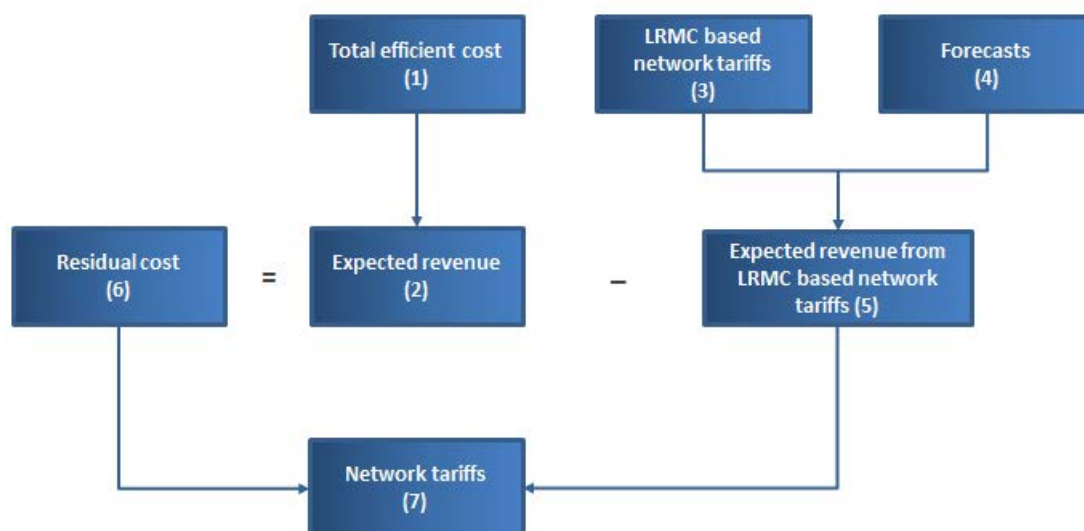 Total efficient cost
(1)
LRMC based
network tariffs
(3)
Forecasts
(4)
Residual cost
(6)
=
Expected revenue
(2)
–
Expected revenue from
LRMC based network
tariffs (5)
Network tariffs
(7)